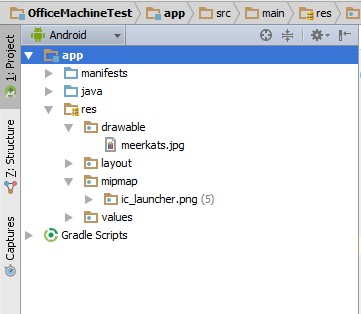 OfficeMachineTest app src main res
Android
1: Project
app
manifests
java
res
drawable
meerkats.jpg
layout
mipmap
ic_launcher.png (5)
values
Gradle Scripts
Z: Structure
Captures